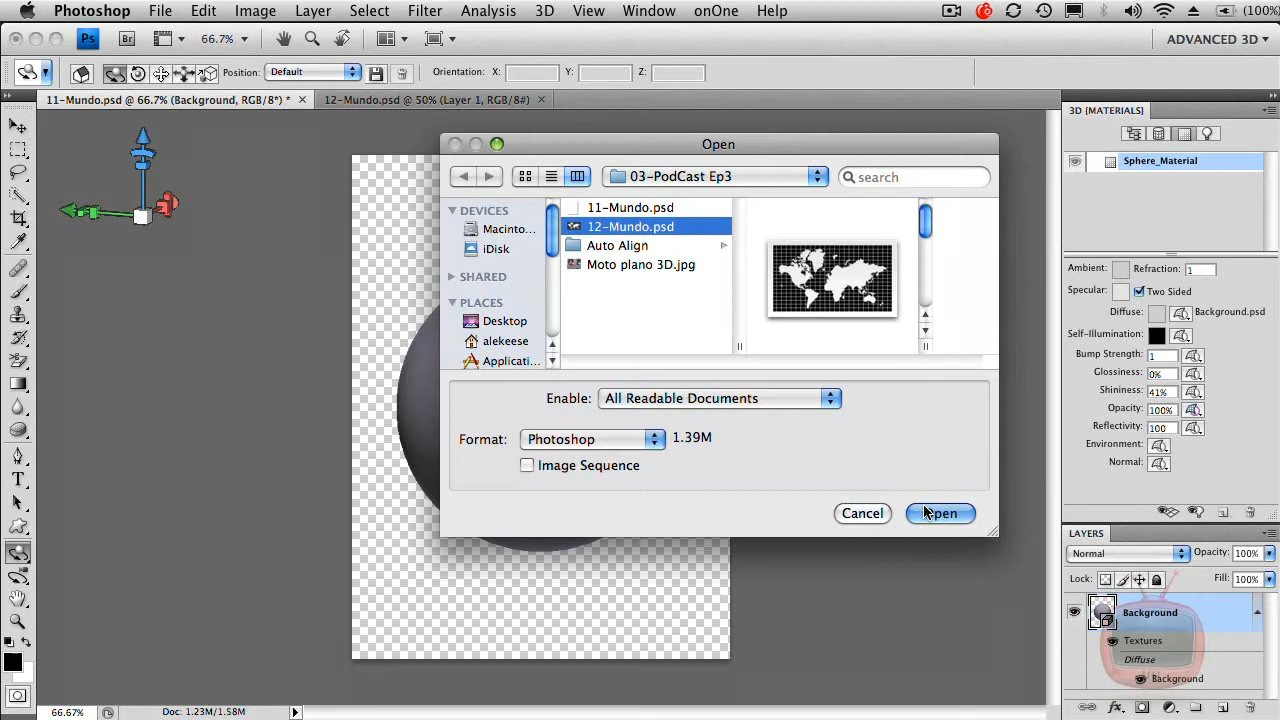 Photoshop File Edit Image Layer Select Filter Analysis 3D View Window onOne Help (100%)
Ps Br 66.7% ADVANCED 3D
Position: Default Orientation: X: Y: Z:
11-Mundo.psd @ 66.7% (Background, RGB/8*) * 12-Mundo.psd @ 50% (Layer 1, RGB/8#)
3D [MATERIALS]
Sphere_Material
Open
03-PodCast Ep3 search
DEVICES
Macinto...
iDisk
SHARED
PLACES
Desktop
alekeese
Applicati...
11-Mundo.psd
12-Mundo.psd
Auto Align
Moto plano 3D.jpg
Enable: All Readable Documents
Format: Photoshop 1.39M
Image Sequence
Cancel Open
Ambient: Refraction: 1
Specular: Two Sided
Diffuse: Background.psd
Self-Illumination:
Bump Strength: 1
Glossiness: 0%
Shininess: 41%
Opacity: 100%
Reflectivity: 100
Environment:
Normal:
LAYERS
Normal Opacity: 100%
Lock: Fill: 100%
Background
Textures
Diffuse
Background
fx
T
66.67% Doc: 1.23M/1.58M